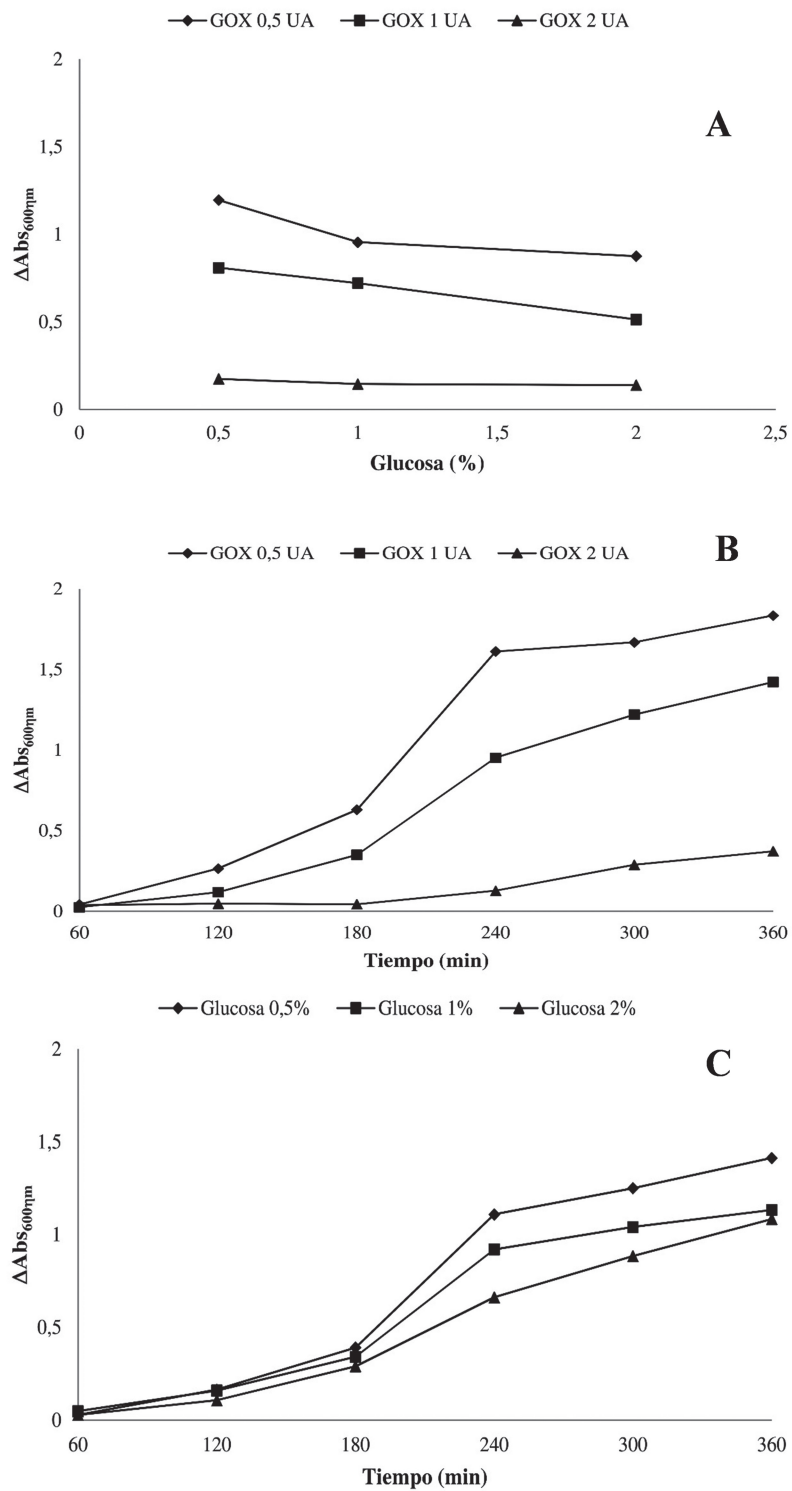 GOX 0,5 UA GOX 1 UA GOX 2 UA
2
A
1,5
ΔAbs600ηm
1
0,5
0
0 0,5 1 1,5 2 2,5
Glucosa (%)
GOX 0,5 UA GOX 1 UA GOX 2 UA
B
2
1,5
ΔAbs600ηm
1
0,5
0
60 120 180 240 300 360
Tiempo (min)
Glucosa 0,5% Glucosa 1% Glucosa 2%
2
C
1,5
ΔAbs600ηm
1
0,5
0
60 120 180 240 300 360
Tiempo (min)